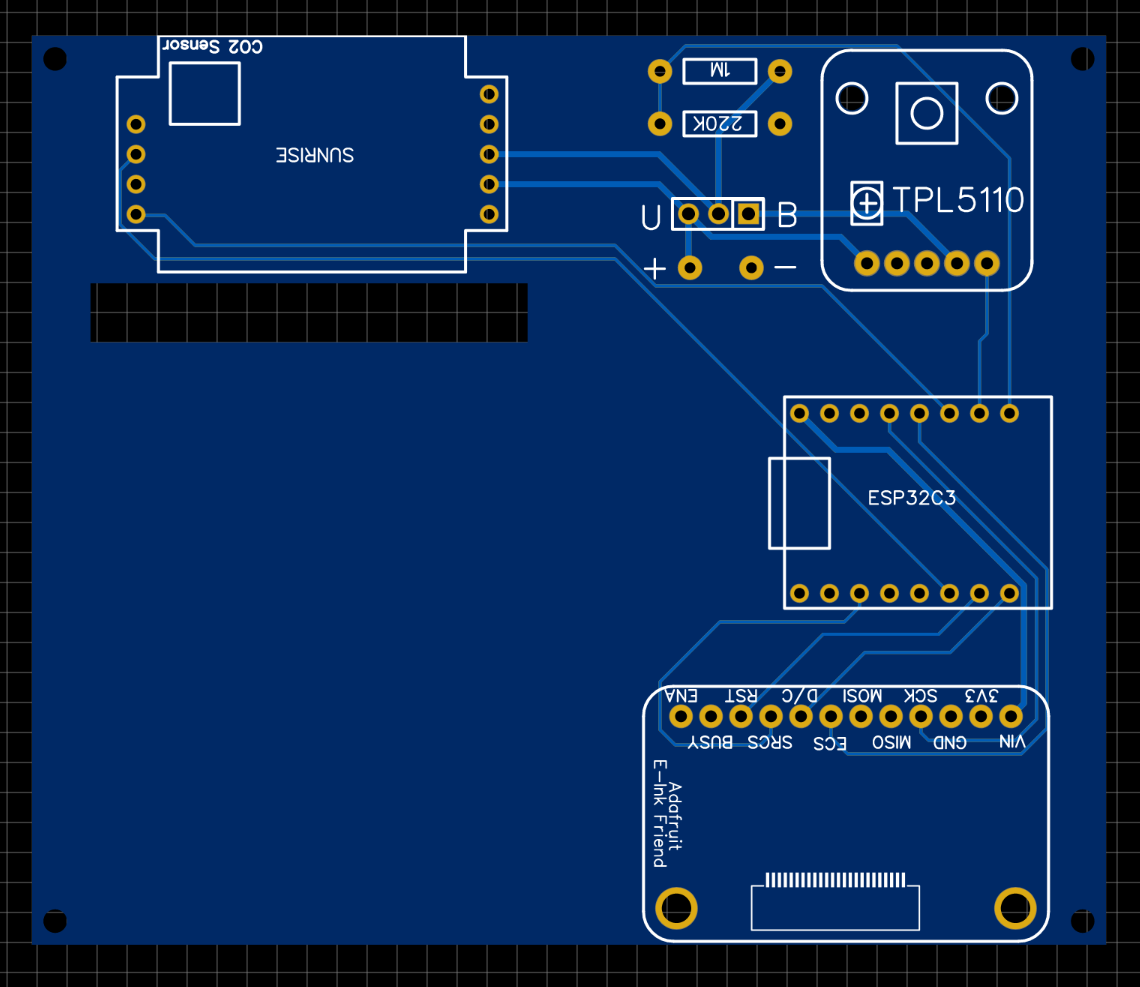 CO2 Sensor
SUNRISE
1M
220K
U
B
+
−
TPL5110
ESP32C3
ENA
RST
D/C
MOSI
SCK
3V3
BUSY
SRCS
ECS
MISO
GND
VIN
Adafruit
E-Ink Friend